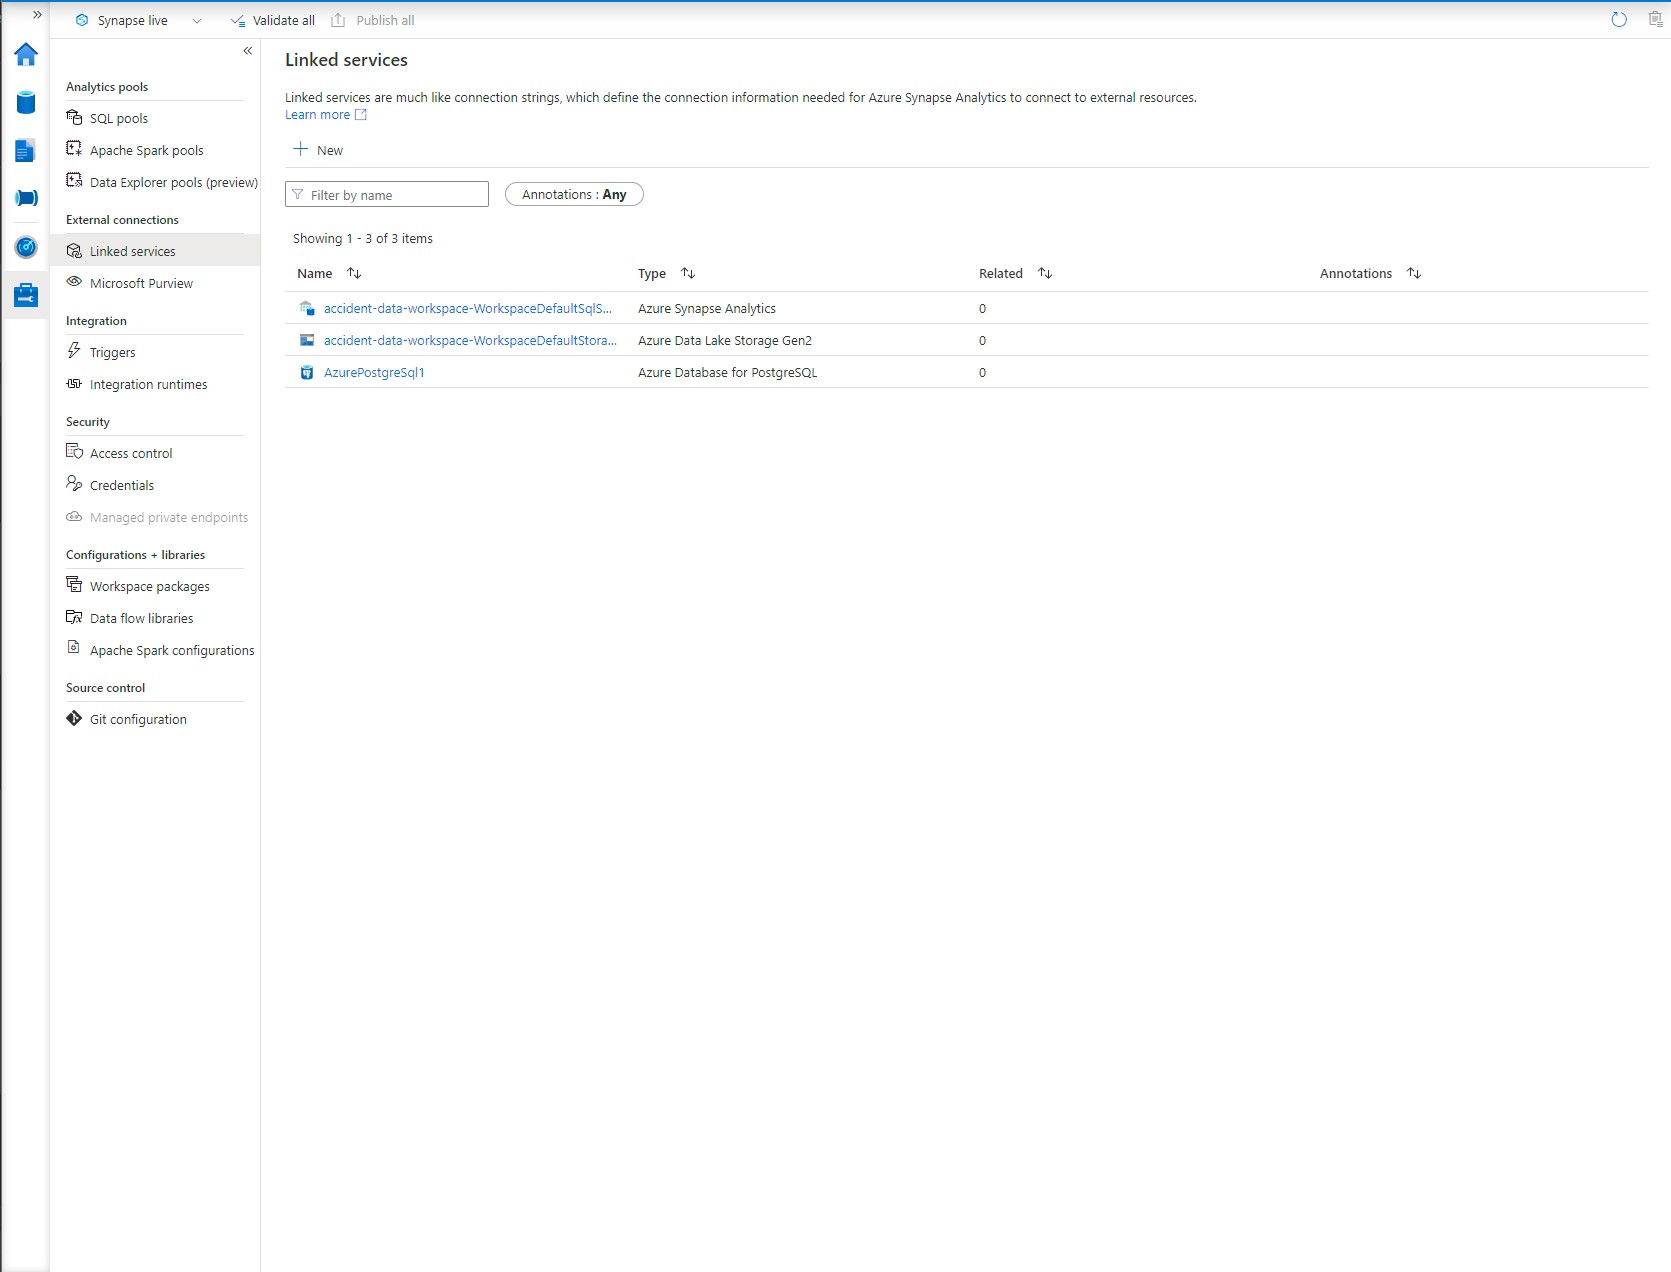 Synapse live
Validate all
Publish all
Analytics pools
SQL pools
Apache Spark pools
Data Explorer pools (preview)
External connections
Linked services
Microsoft Purview
Integration
Triggers
Integration runtimes
Security
Access control
Credentials
Managed private endpoints
Configurations + libraries
Workspace packages
Data flow libraries
Apache Spark configurations
Source control
Git configuration
Linked services
Linked services are much like connection strings, which define the connection information needed for Azure Synapse Analytics to connect to external resources.
Learn more
New
Filter by name
Annotations : Any
Showing 1 - 3 of 3 items
Name Type Related Annotations
accident-data-workspace-WorkspaceDefaultSqlS... Azure Synapse Analytics 0
accident-data-workspace-WorkspaceDefaultStora... Azure Data Lake Storage Gen2 0
AzurePostgreSql1 Azure Database for PostgreSQL 0